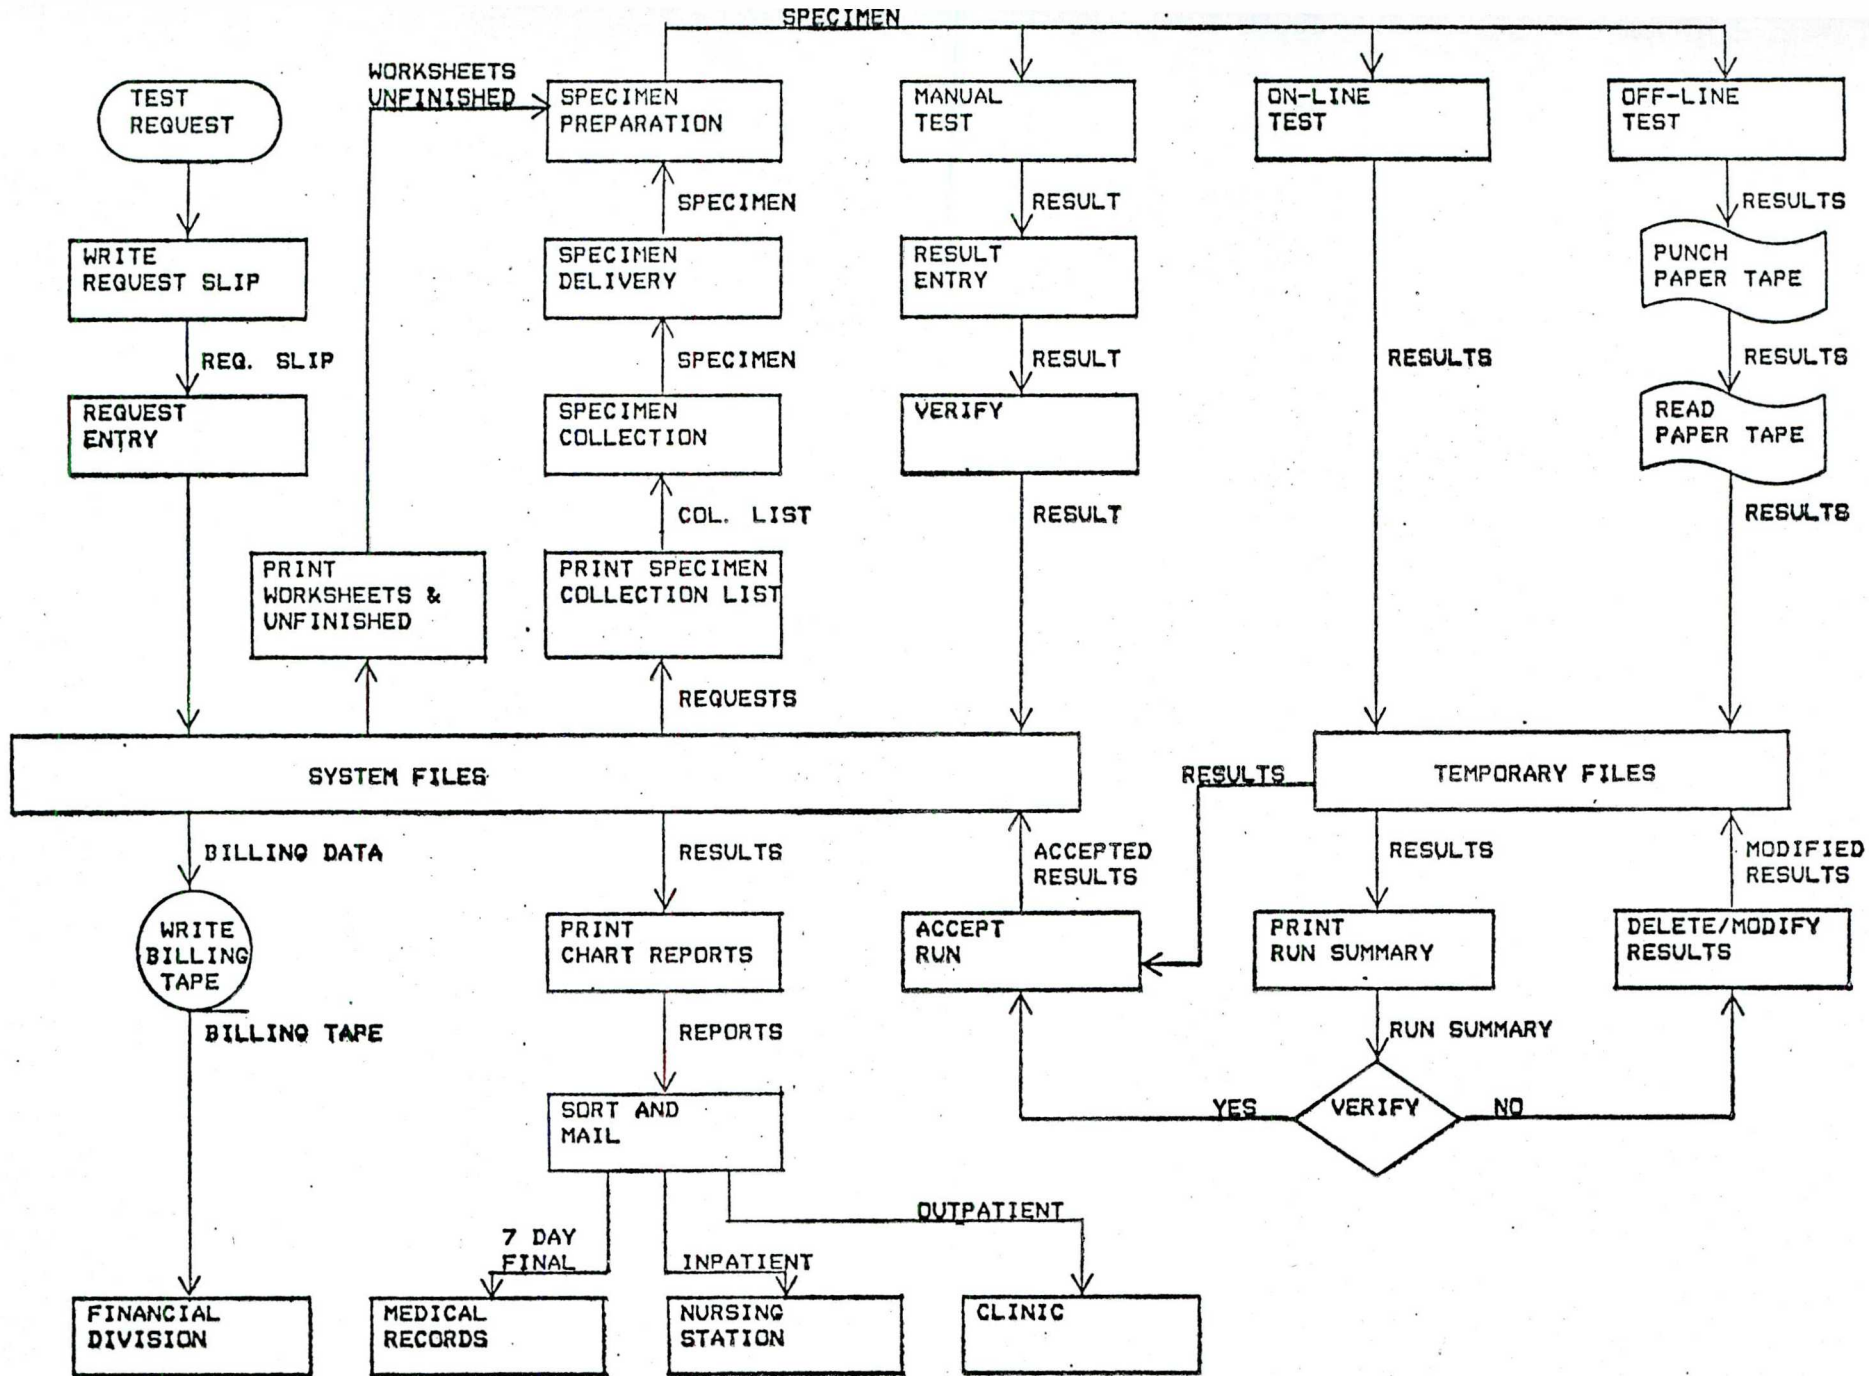 SPECIMEN
WORKSHEETS
UNFINISHED
TEST
REQUEST
SPECIMEN
PREPARATION
MANUAL
TEST
ON-LINE
TEST
OFF-LINE
TEST
SPECIMEN
RESULT
RESULTS
WRITE
REQUEST SLIP
SPECIMEN
DELIVERY
RESULT
ENTRY
PUNCH
PAPER TAPE
REQ. SLIP
SPECIMEN
RESULT
RESULTS
RESULTS
REQUEST
ENTRY
SPECIMEN
COLLECTION
VERIFY
READ
PAPER TAPE
COL. LIST
RESULT
RESULTS
PRINT
WORKSHEETS &
UNFINISHED
PRINT SPECIMEN
COLLECTION LIST
REQUESTS
SYSTEM FILES
RESULTS
TEMPORARY FILES
BILLING DATA
RESULTS
ACCEPTED
RESULTS
RESULTS
MODIFIED
RESULTS
WRITE
BILLING
TAPE
PRINT
CHART REPORTS
ACCEPT
RUN
PRINT
RUN SUMMARY
DELETE/MODIFY
RESULTS
BILLING TAPE
REPORTS
RUN SUMMARY
SORT AND
MAIL
YES
VERIFY
NO
7 DAY
FINAL
INPATIENT
OUTPATIENT
FINANCIAL
DIVISION
MEDICAL
RECORDS
NURSING
STATION
CLINIC